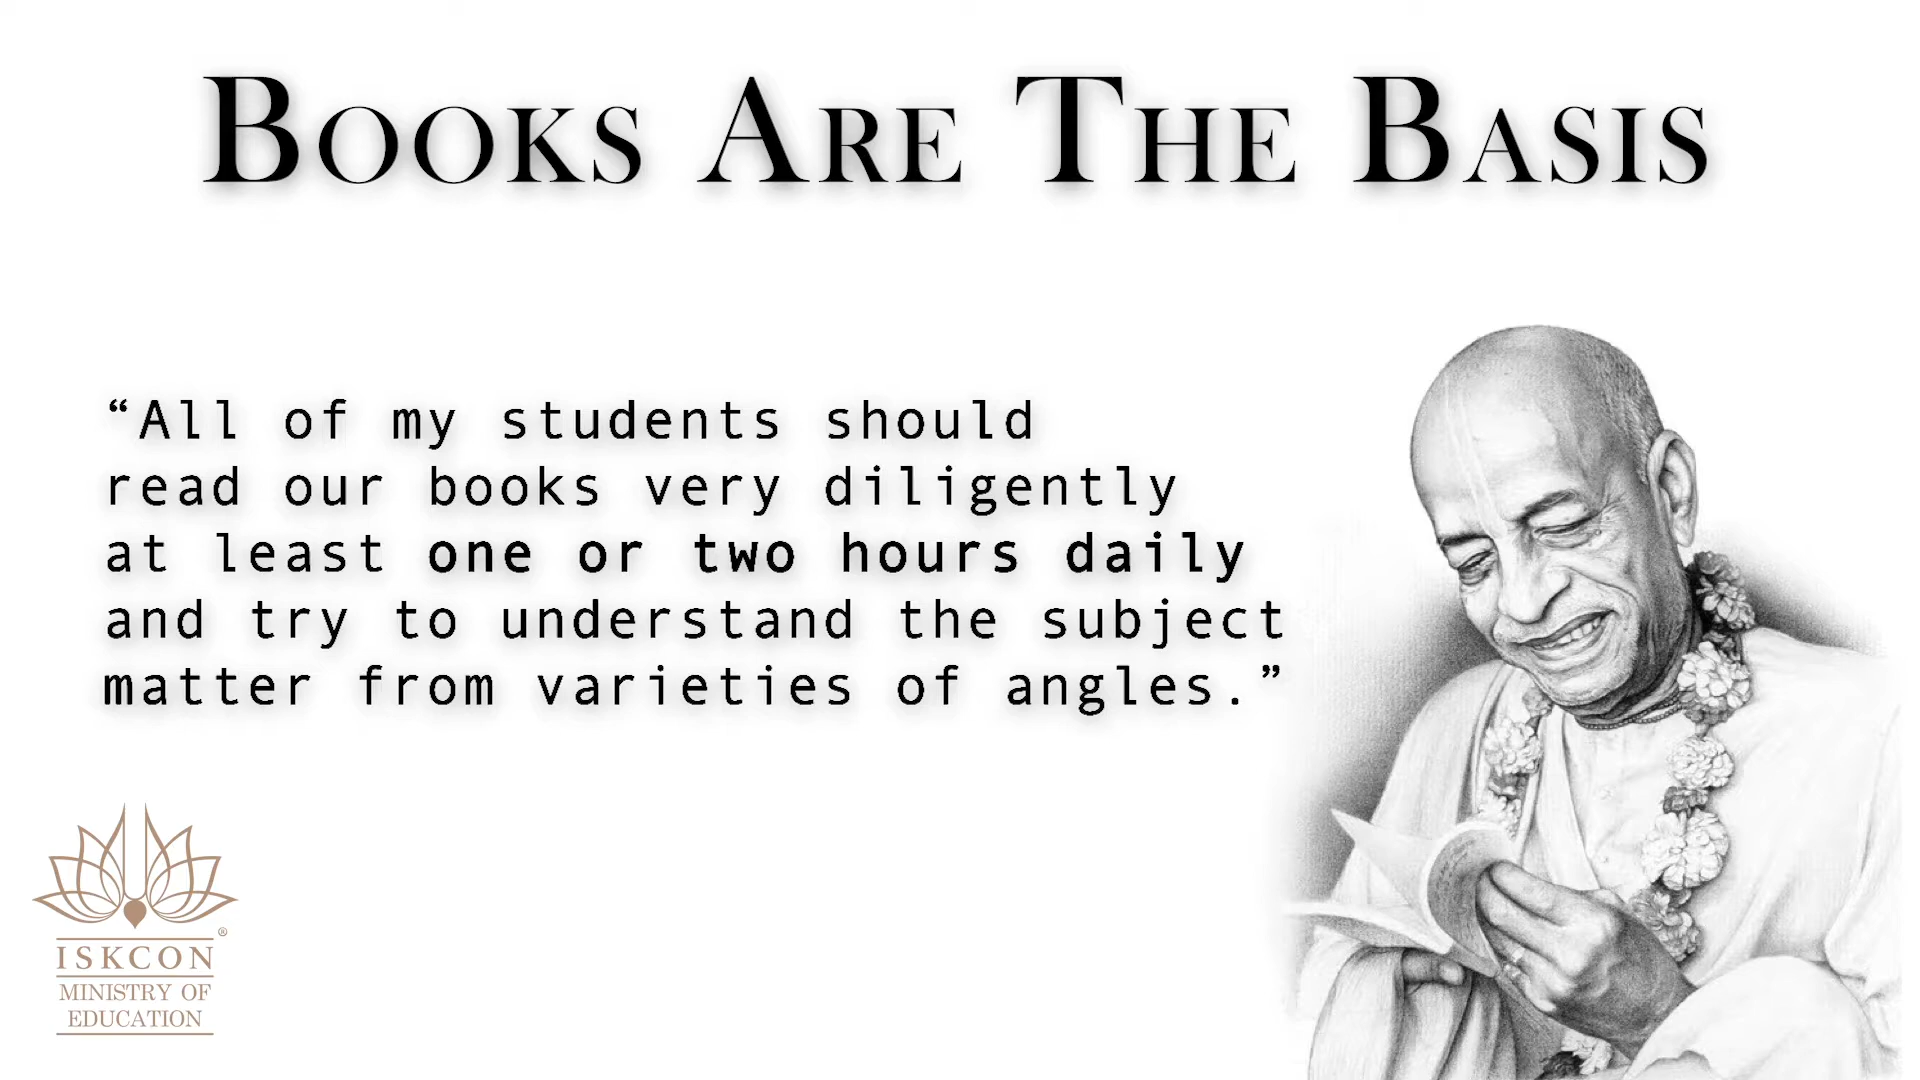 BOOKS ARE THE BASIS
“All of my students should
read our books very diligently
at least one or two hours daily
and try to understand the subject
matter from varieties of angles.”
®
ISKCON
MINISTRY OF
EDUCATION